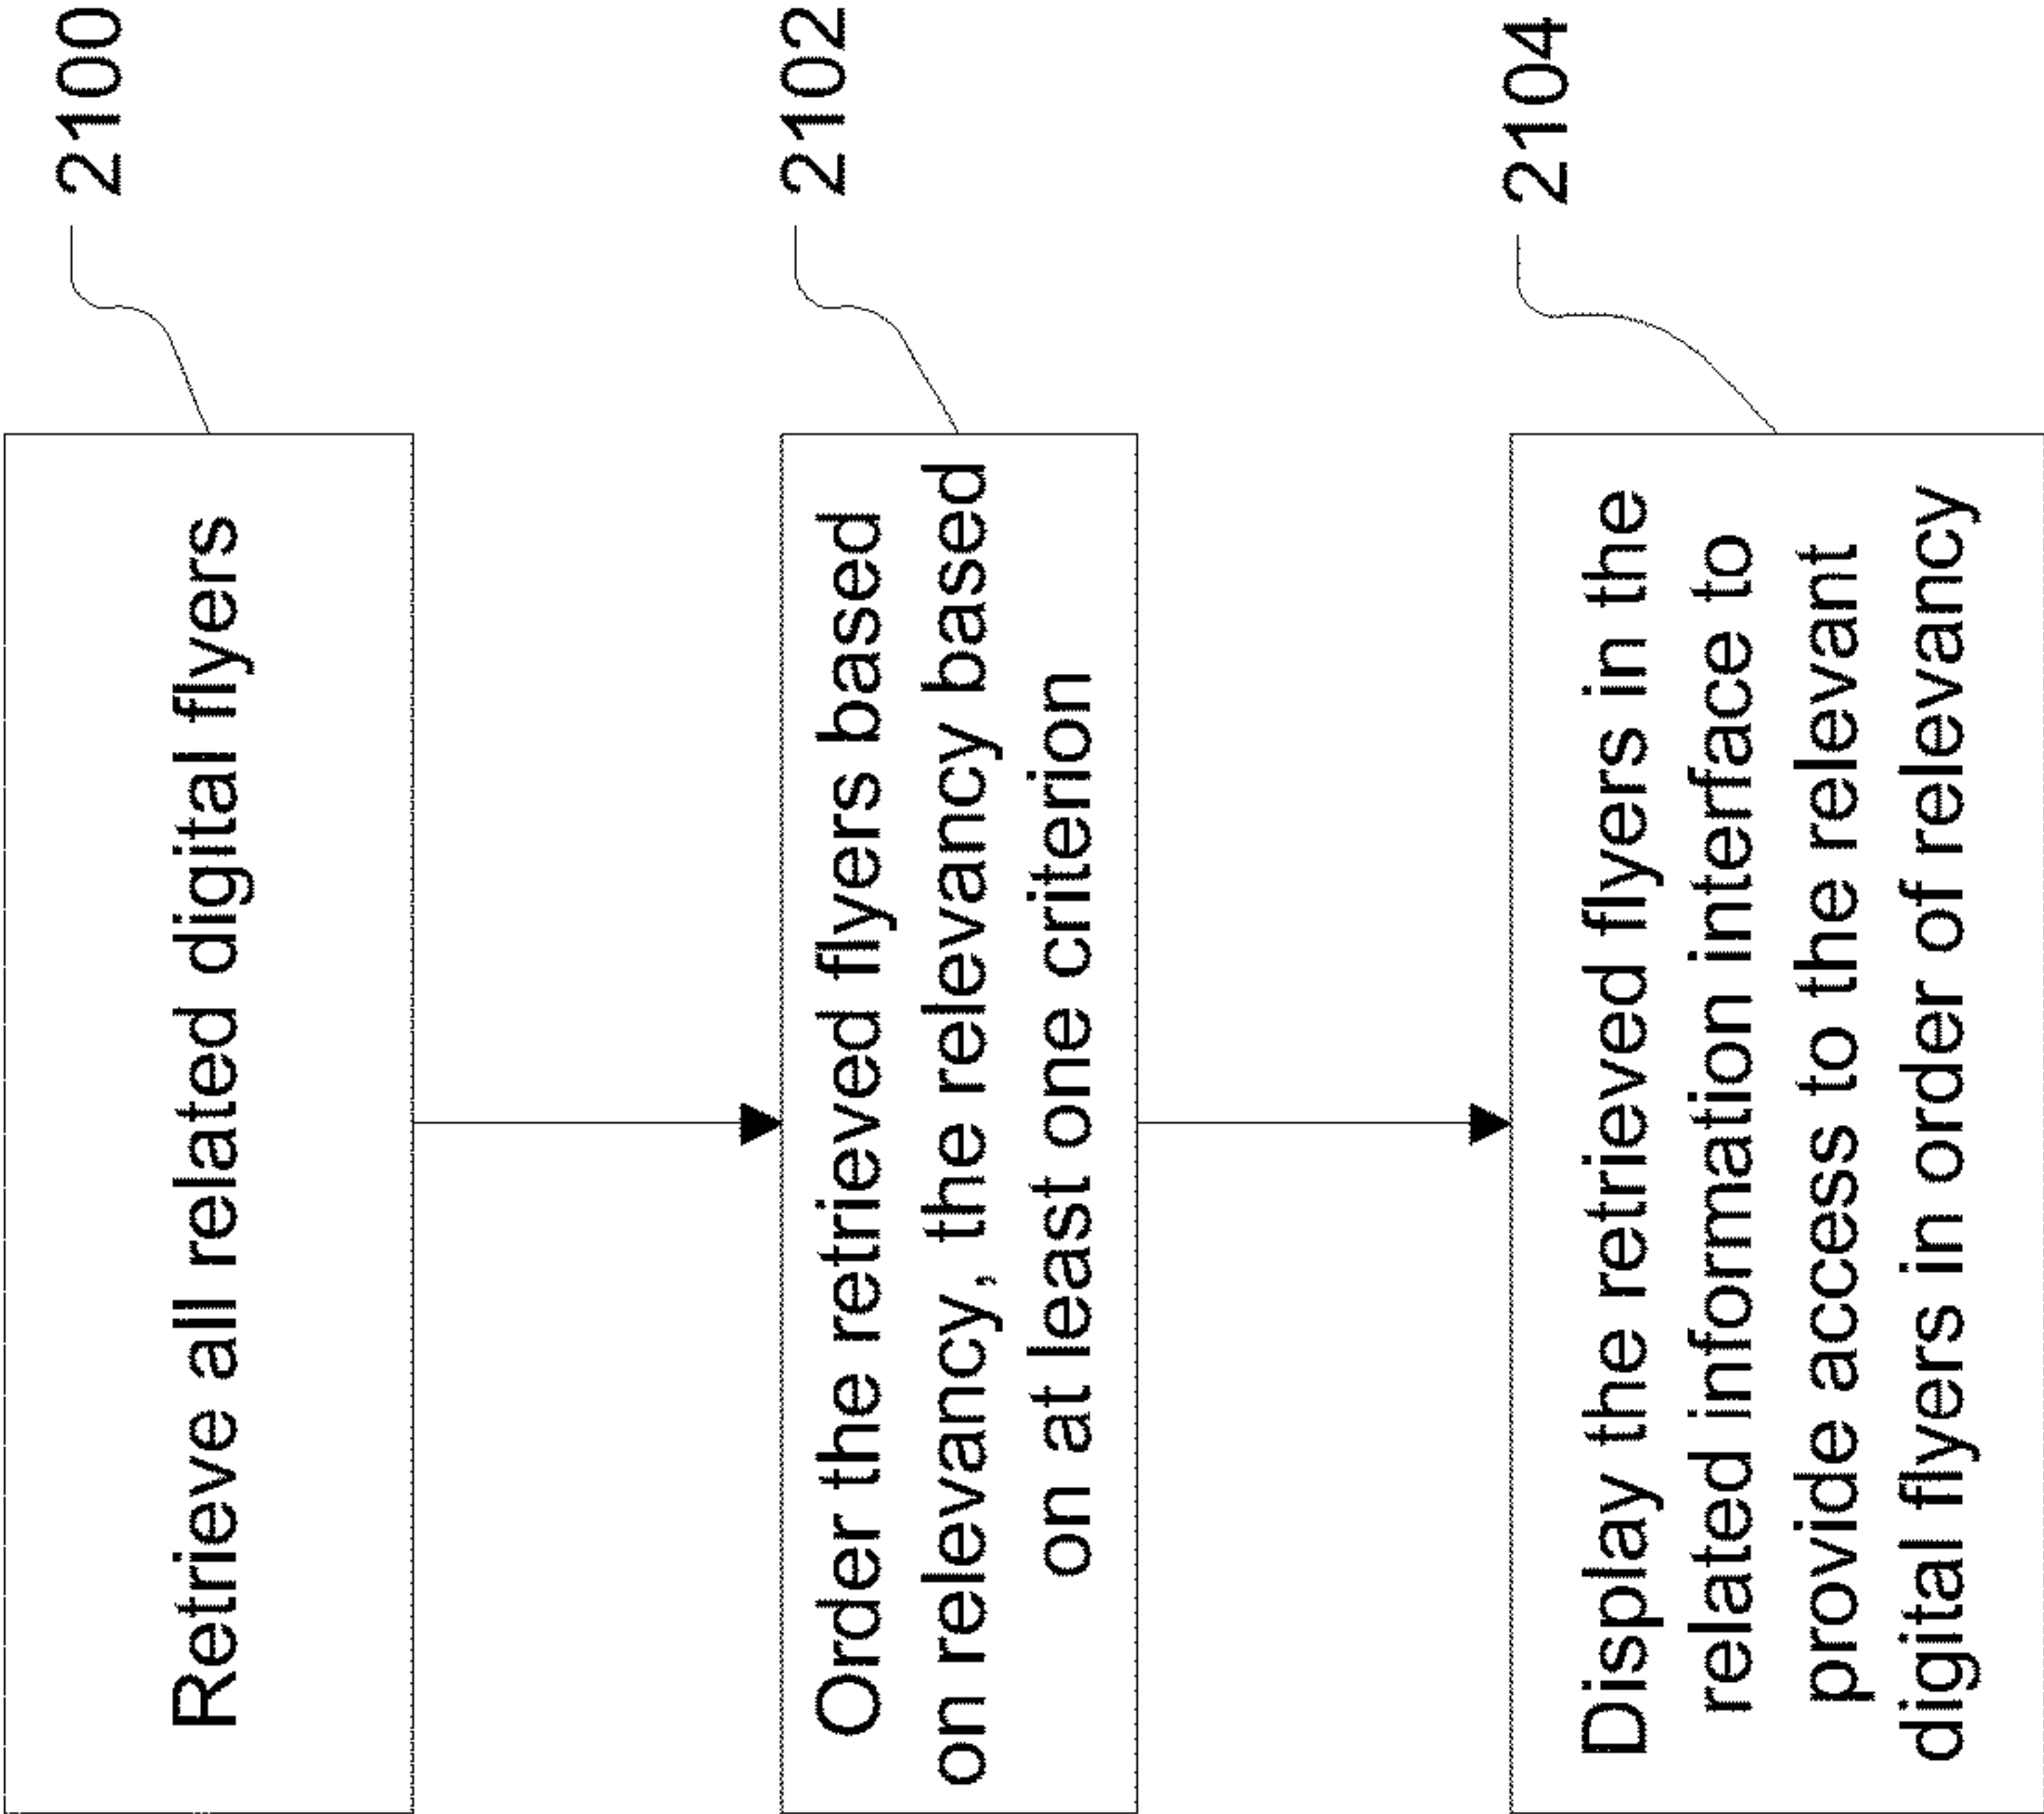 Retrieve all related digital flyers
2100
Order the retrieved flyers based
on relevancy, the relevancy based
on at least one criterion
2102
Display the retrieved flyers in the
related information interface to
provide access to the relevant
digital flyers in order of relevancy
2104